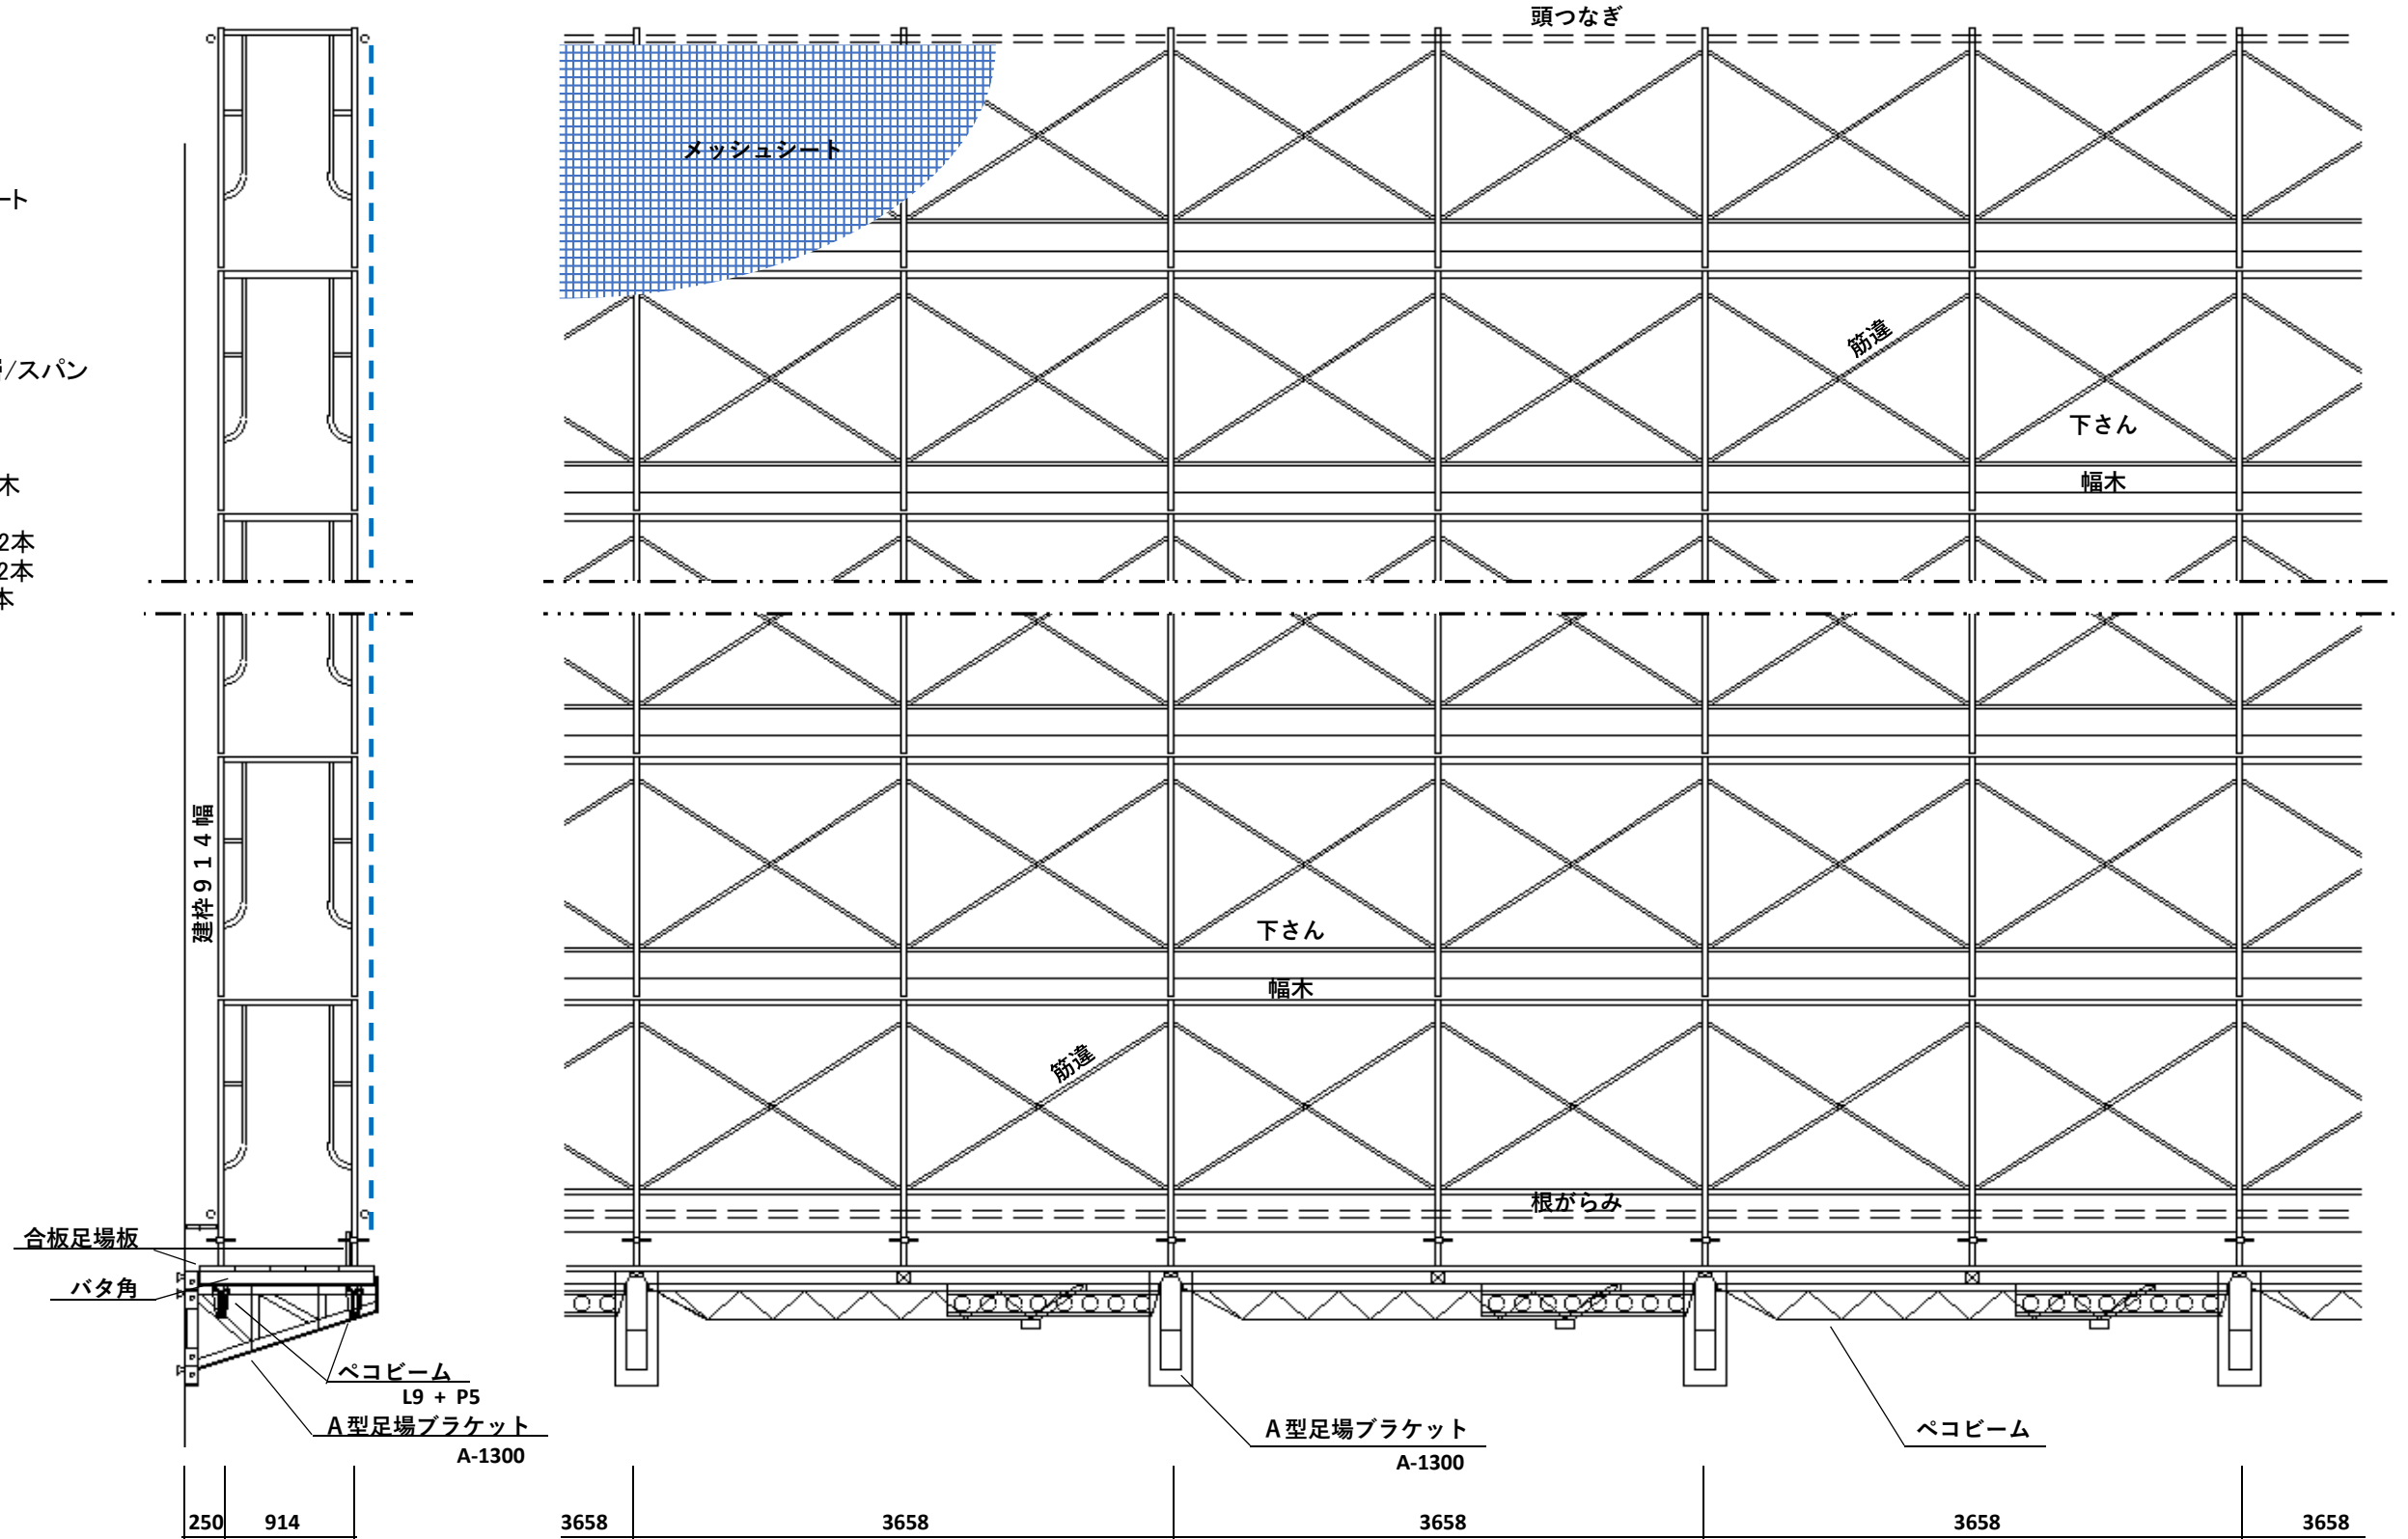 頭つなぎ
メッシュシート
ート
筋違
/スパン
下さん
幅木
木
2本
2本
本
建枠914幅
下さん
幅木
筋違
根がらみ
合板足場板
バタ角
ペコビーム
L9 + P5
A型足場ブラケット
A-1300
A型足場ブラケット
A-1300
ペコビーム
250 914 3658 3658 3658 3658 3658